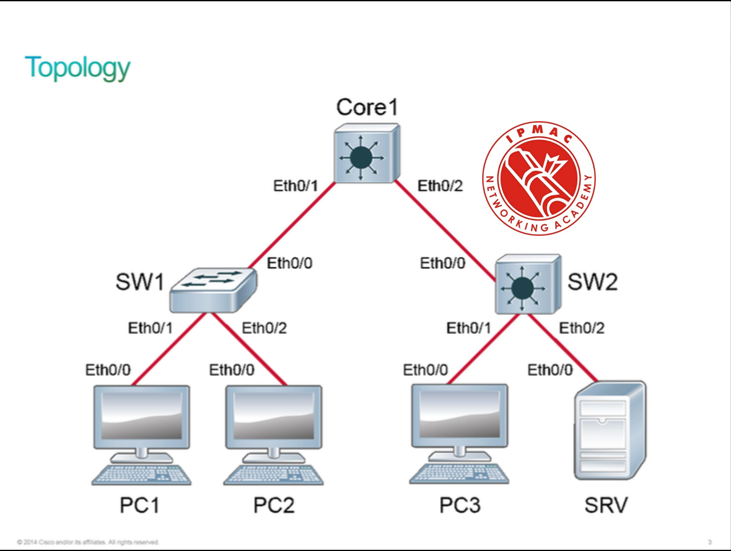 Topology
Core1
IPMAC
NETWORKING ACADEMY
Eth0/1
Eth0/2
Eth0/0
Eth0/0
SW1
SW2
Eth0/1
Eth0/2
Eth0/1
Eth0/2
Eth0/0
Eth0/0
Eth0/0
Eth0/0
PC1
PC2
PC3
SRV
© 2014 Cisco and/or its affiliates. All rights reserved.
3